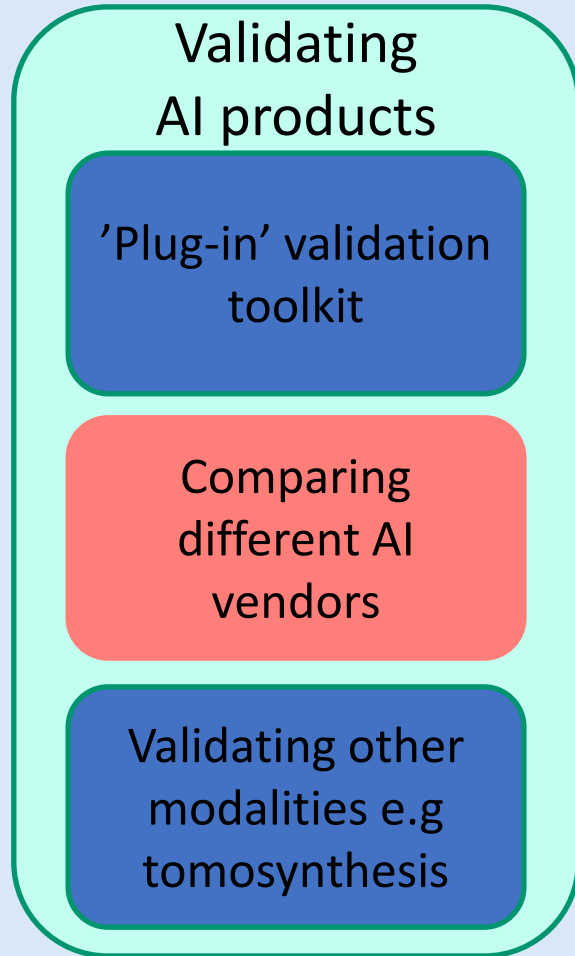 Validating
AI products
’Plug-in’ validation
toolkit
Comparing
different AI
vendors
Validating other
modalities e.g
tomosynthesis